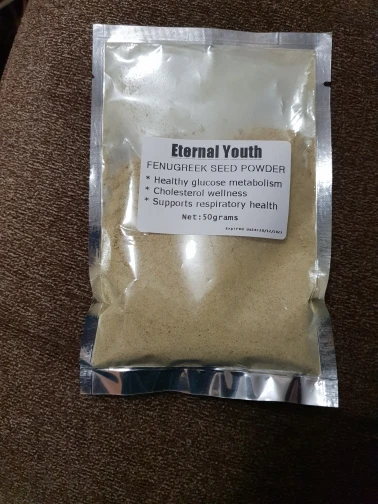 Eternal Youth
FENUGREEK SEED POWDER
* Healthy glucose metabolism
* Cholesterol wellness
* Supports respiratory health
Net:50grams